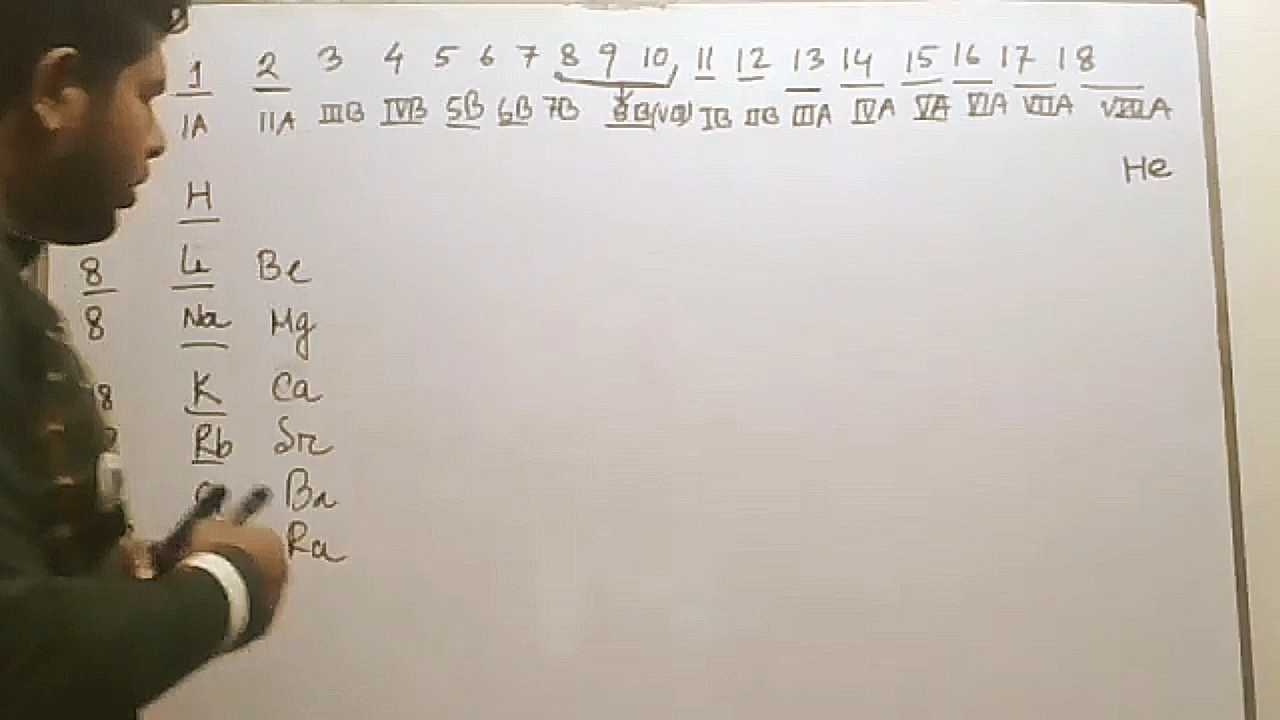 1 2 3 4 5 6 7 8 9 10, 11 12 13 14 15 16 17 18
IA IIA IIIB IVB 5B 6B 7B 8B IB IIB IIIA IVA VA VIA VIIA VIIIA
He
H
8 Li Be
8 Na Mg
8 K Ca
Rb Sr
Ba
Ra